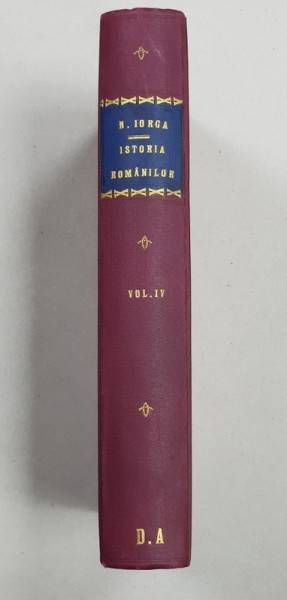 N. IORGA
ISTORIA
ROMÂNILOR
VOL. IV
D. A